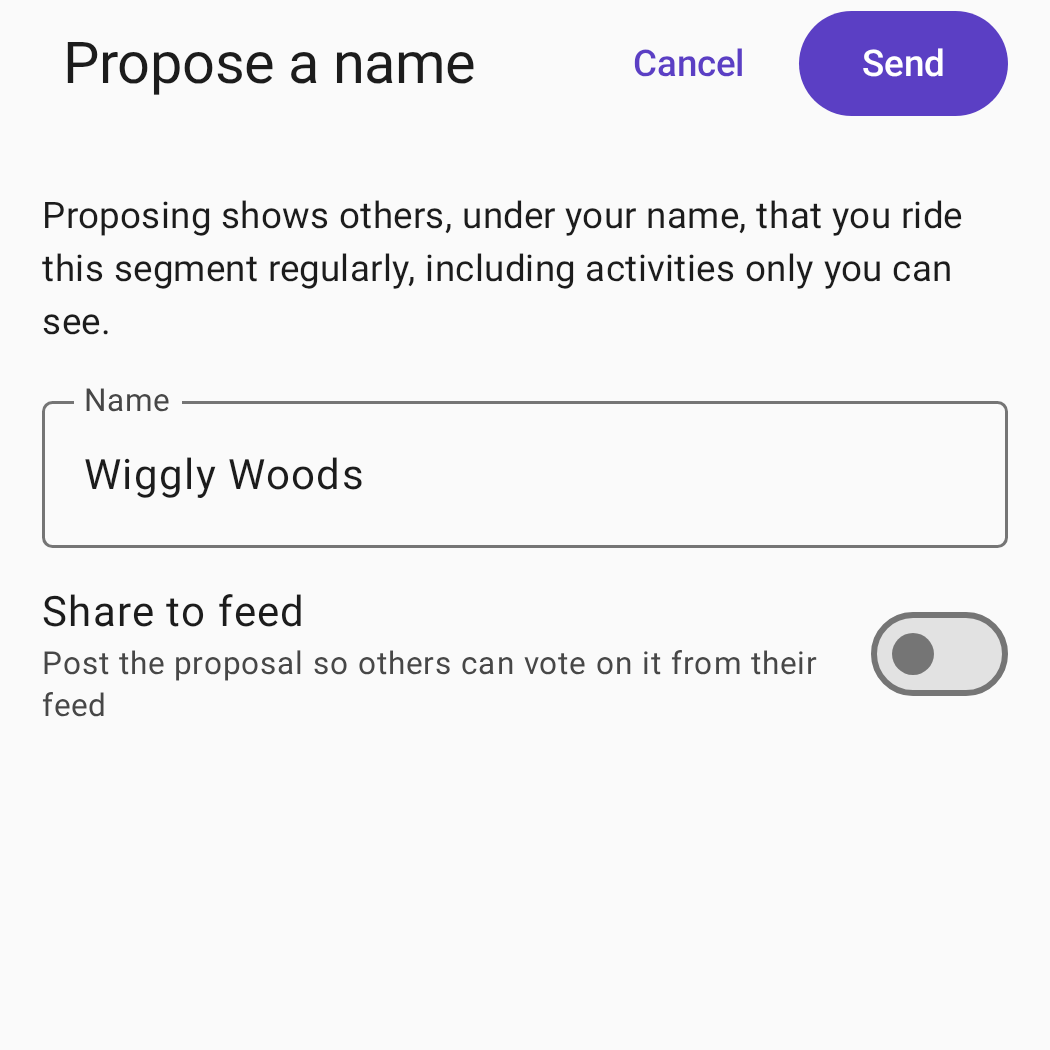 Propose a name
Cancel
Send
Proposing shows others, under your name, that you ride
this segment regularly, including activities only you can
see.
Name
Wiggly Woods
Share to feed
Post the proposal so others can vote on it from their
feed